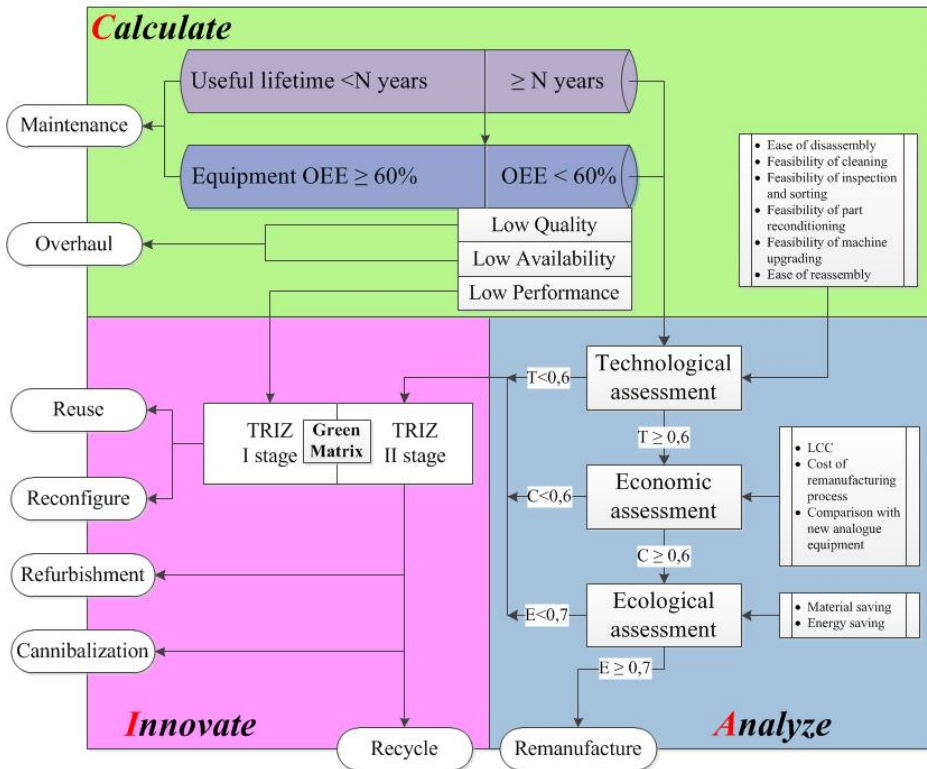 Calculate
Useful lifetime <N years
≥ N years
Maintenance
Equipment OEE ≥ 60%
OEE < 60%
• Ease of disassembly
• Feasibility of cleaning
• Feasibility of inspection
and sorting
• Feasibility of part
reconditioning
• Feasibility of machine
upgrading
• Ease of reassembly
Overhaul
Low Quality
Low Availability
Low Performance
Technological
assessment
T<0,6
T ≥ 0,6
Reuse
TRIZ
I stage
Green
Matrix
TRIZ
II stage
Reconfigure
C<0,6
Economic
assessment
• LCC
• Cost of
remanufacturing
process
• Comparison with
new analogue
equipment
C ≥ 0,6
Refurbishment
E<0,7
Ecological
assessment
• Material saving
• Energy saving
Cannibalization
E ≥ 0,7
Innovate
Analyze
Recycle
Remanufacture